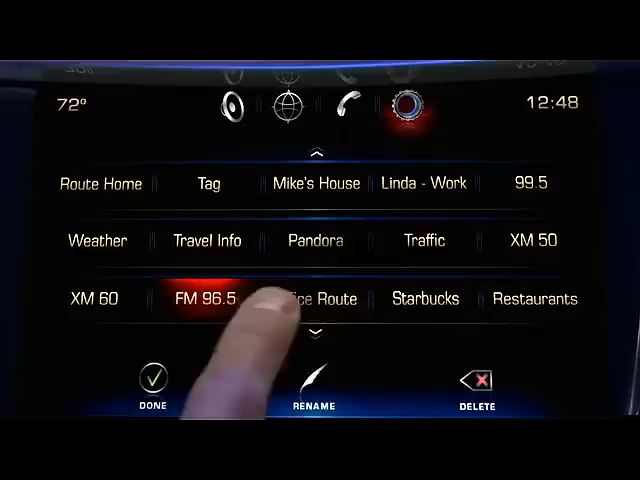 72° 12:48
Route Home Tag Mike's House Linda - Work 99.5
Weather Travel Info Pandora Traffic XM 50
XM 60 FM 96.5 ice Route Starbucks Restaurants
DONE RENAME DELETE